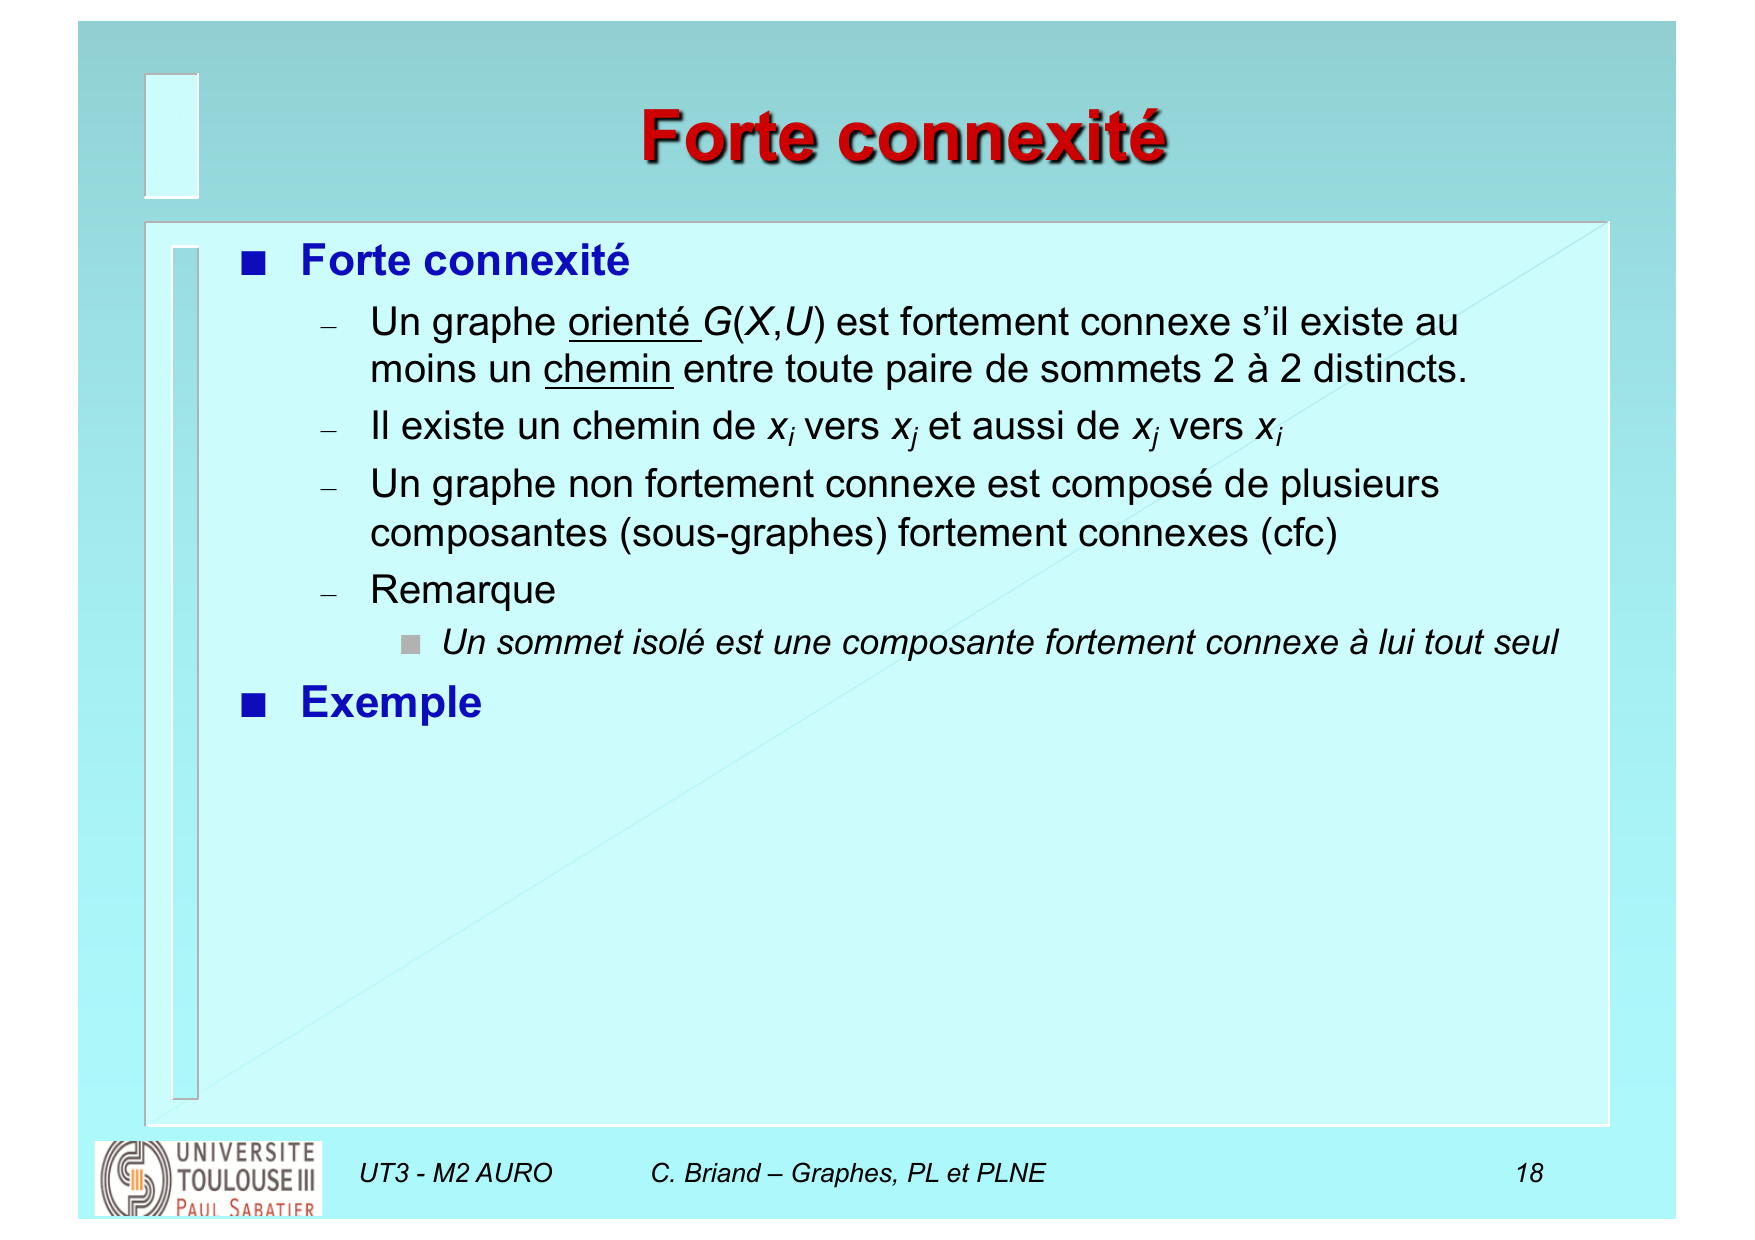 Forte connexité
■ Forte connexité
– Un graphe orienté G(X,U) est fortement connexe s’il existe au
moins un chemin entre toute paire de sommets 2 à 2 distincts.
– Il existe un chemin de xi vers xj et aussi de xj vers xi
– Un graphe non fortement connexe est composé de plusieurs
composantes (sous-graphes) fortement connexes (cfc)
– Remarque
■ Un sommet isolé est une composante fortement connexe à lui tout seul
■ Exemple
UNIVERSITE
TOULOUSE III
PAUL SABATIER
UT3 - M2 AURO C. Briand – Graphes, PL et PLNE 18